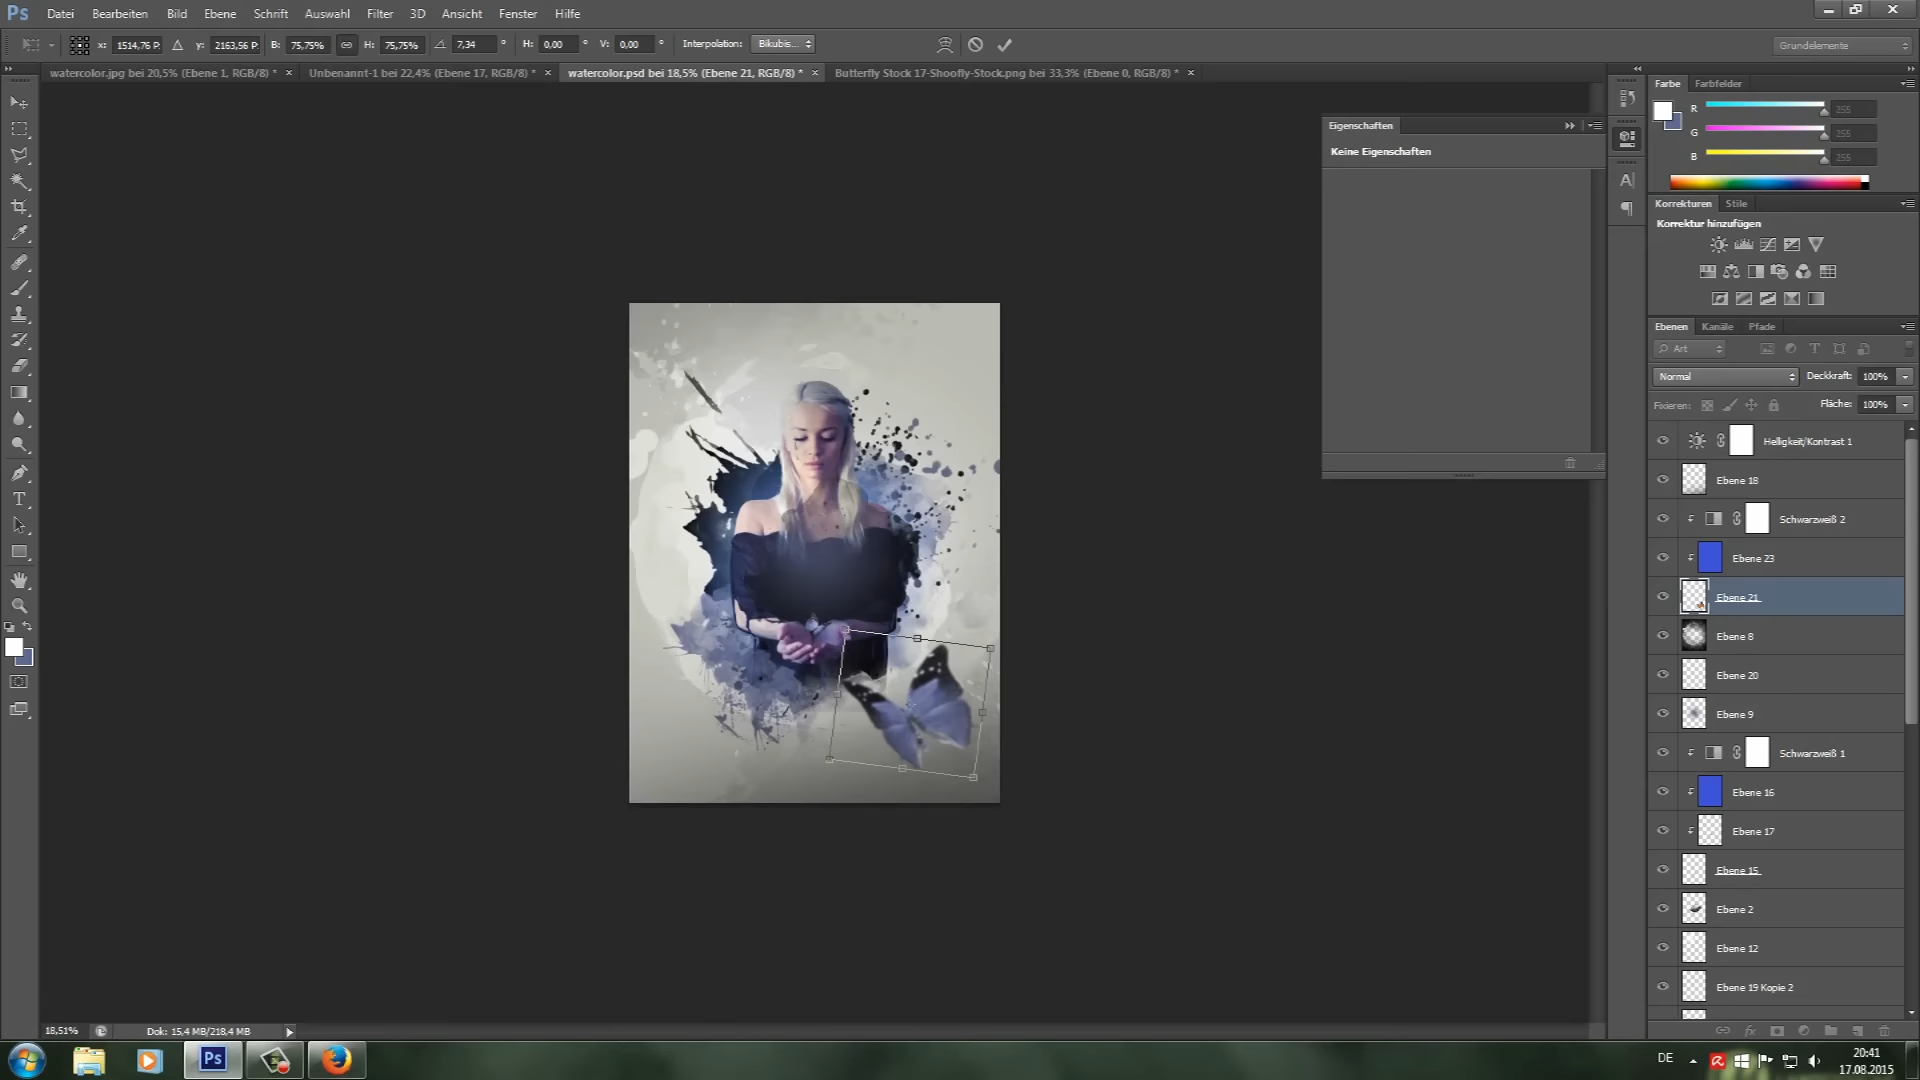 Ps Datei Bearbeiten Bild Ebene Schrift Auswahl Filter 3D Ansicht Fenster Hilfe
x: 1514,76 P: y: 2163,56 P: B: 75,75% H: 75,75% 7,34 ° H: 0,00 ° V: 0,00 ° Interpolation: Bikubis... Grundelemente
watercolor.jpg bei 20,5% (Ebene 1, RGB/8) * × Unbenannt-1 bei 22,4% (Ebene 17, RGB/8) * × watercolor.psd bei 18,5% (Ebene 21, RGB/8) * × Butterfly Stock 17-Shoofly-Stock.png bei 33,3% (Ebene 0, RGB/8) * ×
Farbe Farbfelder
R 255
G 255
B 255
Eigenschaften
Keine Eigenschaften
Korrekturen Stile
Korrektur hinzufügen
Ebenen Kanäle Pfade
Art
Normal Deckkraft: 100%
Fixieren: Fläche: 100%
Helligkeit/Kontrast 1
Ebene 18
Schwarzweiß 2
Ebene 23
Ebene 21
Ebene 8
Ebene 20
Ebene 9
Schwarzweiß 1
Ebene 16
Ebene 17
Ebene 15
Ebene 2
Ebene 12
Ebene 19 Kopie 2
18,51% Dok: 15,4 MB/218,4 MB
Ps
DE
20:41
17.08.2015